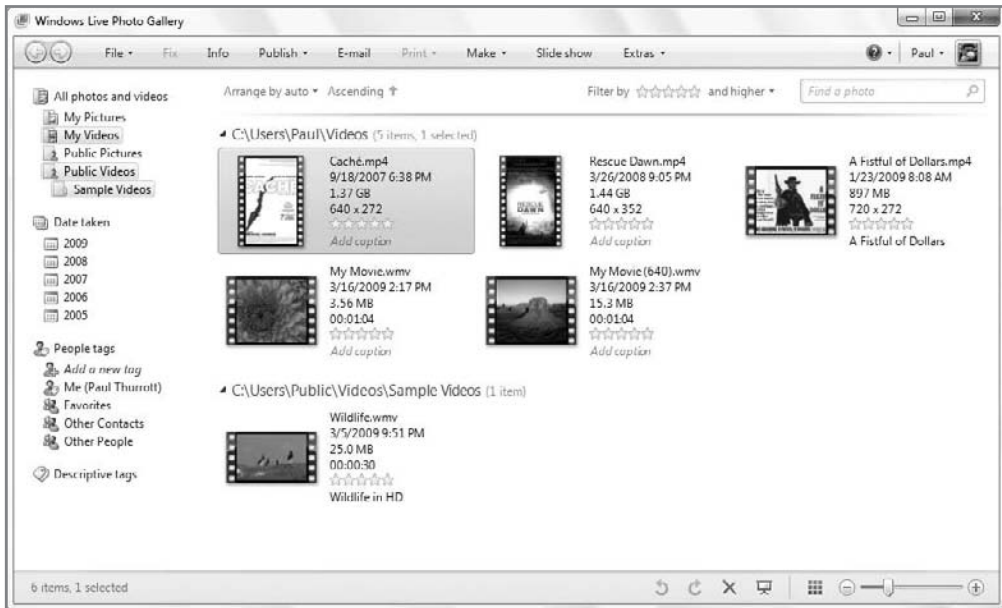 Windows Live Photo Gallery
File Fix Info Publish E-mail Print Make Slide show Extras Paul
All photos and videos
My Pictures
My Videos
Public Pictures
Public Videos
Sample Videos
Date taken
2009
2008
2007
2006
2005
People tags
Add a new tag
Me (Paul Thurrott)
Favorites
Other Contacts
Other People
Descriptive tags
Arrange by auto Ascending Filter by and higher Find a photo
C:\Users\Paul\Videos (5 items, 1 selected)
CACHÉ
Caché.mp4
9/18/2007 6:38 PM
1.37 GB
640 x 272
Add caption
RESCUE
DAWN
Rescue Dawn.mp4
3/26/2008 9:05 PM
1.44 GB
640 x 352
Add caption
A Fistful of Dollars.mp4
1/23/2009 8:08 AM
897 MB
720 x 272
A Fistful of Dollars
My Movie.wmv
3/16/2009 2:17 PM
3.56 MB
00:01:04
Add caption
My Movie (640).wmv
3/16/2009 2:37 PM
15.3 MB
00:01:04
Add caption
C:\Users\Public\Videos\Sample Videos (1 item)
Wildlife.wmv
3/5/2009 9:51 PM
25.0 MB
00:00:30
Wildlife in HD
6 items, 1 selected